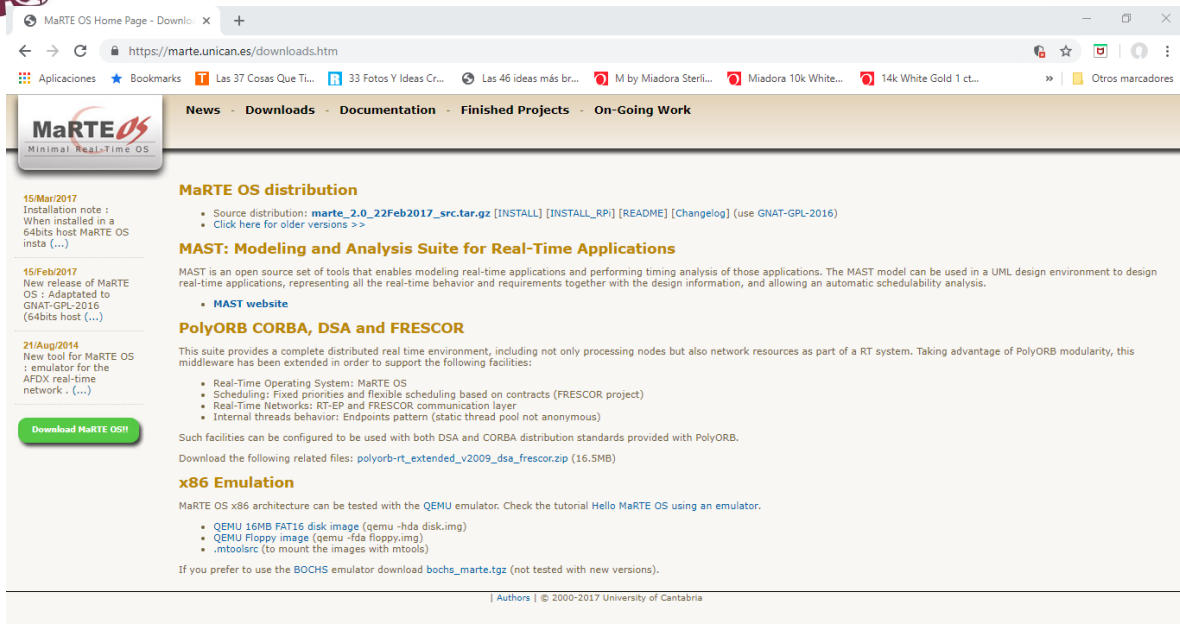 MaRTE OS Home Page - Downlo
https://marte.unican.es/downloads.htm
Aplicaciones Bookmarks Las 37 Cosas Que Ti... 33 Fotos Y Ideas Cr... Las 46 ideas más br... M by Miadora Sterli... Miadora 10k White... 14k White Gold 1 ct... » Otros marcadores
MaRTE OS
Minimal Real-Time OS
News - Downloads - Documentation - Finished Projects - On-Going Work
15/Mar/2017
Installation note :
When installed in a
64bits host MaRTE OS
insta (...)
15/Feb/2017
New release of MaRTE
OS : Adaptated to
GNAT-GPL-2016
(64bits host (...)
21/Aug/2014
New tool for MaRTE OS
: emulator for the
AFDX real-time
network . (...)
Download MaRTE OS!!
MaRTE OS distribution
Source distribution: marte_2.0_22Feb2017_src.tar.gz [INSTALL] [INSTALL_RPi] [README] [Changelog] (use GNAT-GPL-2016)
Click here for older versions >>
MAST: Modeling and Analysis Suite for Real-Time Applications
MAST is an open source set of tools that enables modeling real-time applications and performing timing analysis of those applications. The MAST model can be used in a UML design environment to design
real-time applications, representing all the real-time behavior and requirements together with the design information, and allowing an automatic schedulability analysis.
MAST website
PolyORB CORBA, DSA and FRESCOR
This suite provides a complete distributed real time environment, including not only processing nodes but also network resources as part of a RT system. Taking advantage of PolyORB modularity, this
middleware has been extended in order to support the following facilities:
Real-Time Operating System: MaRTE OS
Scheduling: Fixed priorities and flexible scheduling based on contracts (FRESCOR project)
Real-Time Networks: RT-EP and FRESCOR communication layer
Internal threads behavior: Endpoints pattern (static thread pool not anonymous)
Such facilities can be configured to be used with both DSA and CORBA distribution standards provided with PolyORB.
Download the following related files: polyorb-rt_extended_v2009_dsa_frescor.zip (16.5MB)
x86 Emulation
MaRTE OS x86 architecture can be tested with the QEMU emulator. Check the tutorial Hello MaRTE OS using an emulator.
QEMU 16MB FAT16 disk image (qemu -hda disk.img)
QEMU Floppy image (qemu -fda floppy.img)
.mtoolsrc (to mount the images with mtools)
If you prefer to use the BOCHS emulator download bochs_marte.tgz (not tested with new versions).
| Authors | © 2000-2017 University of Cantabria